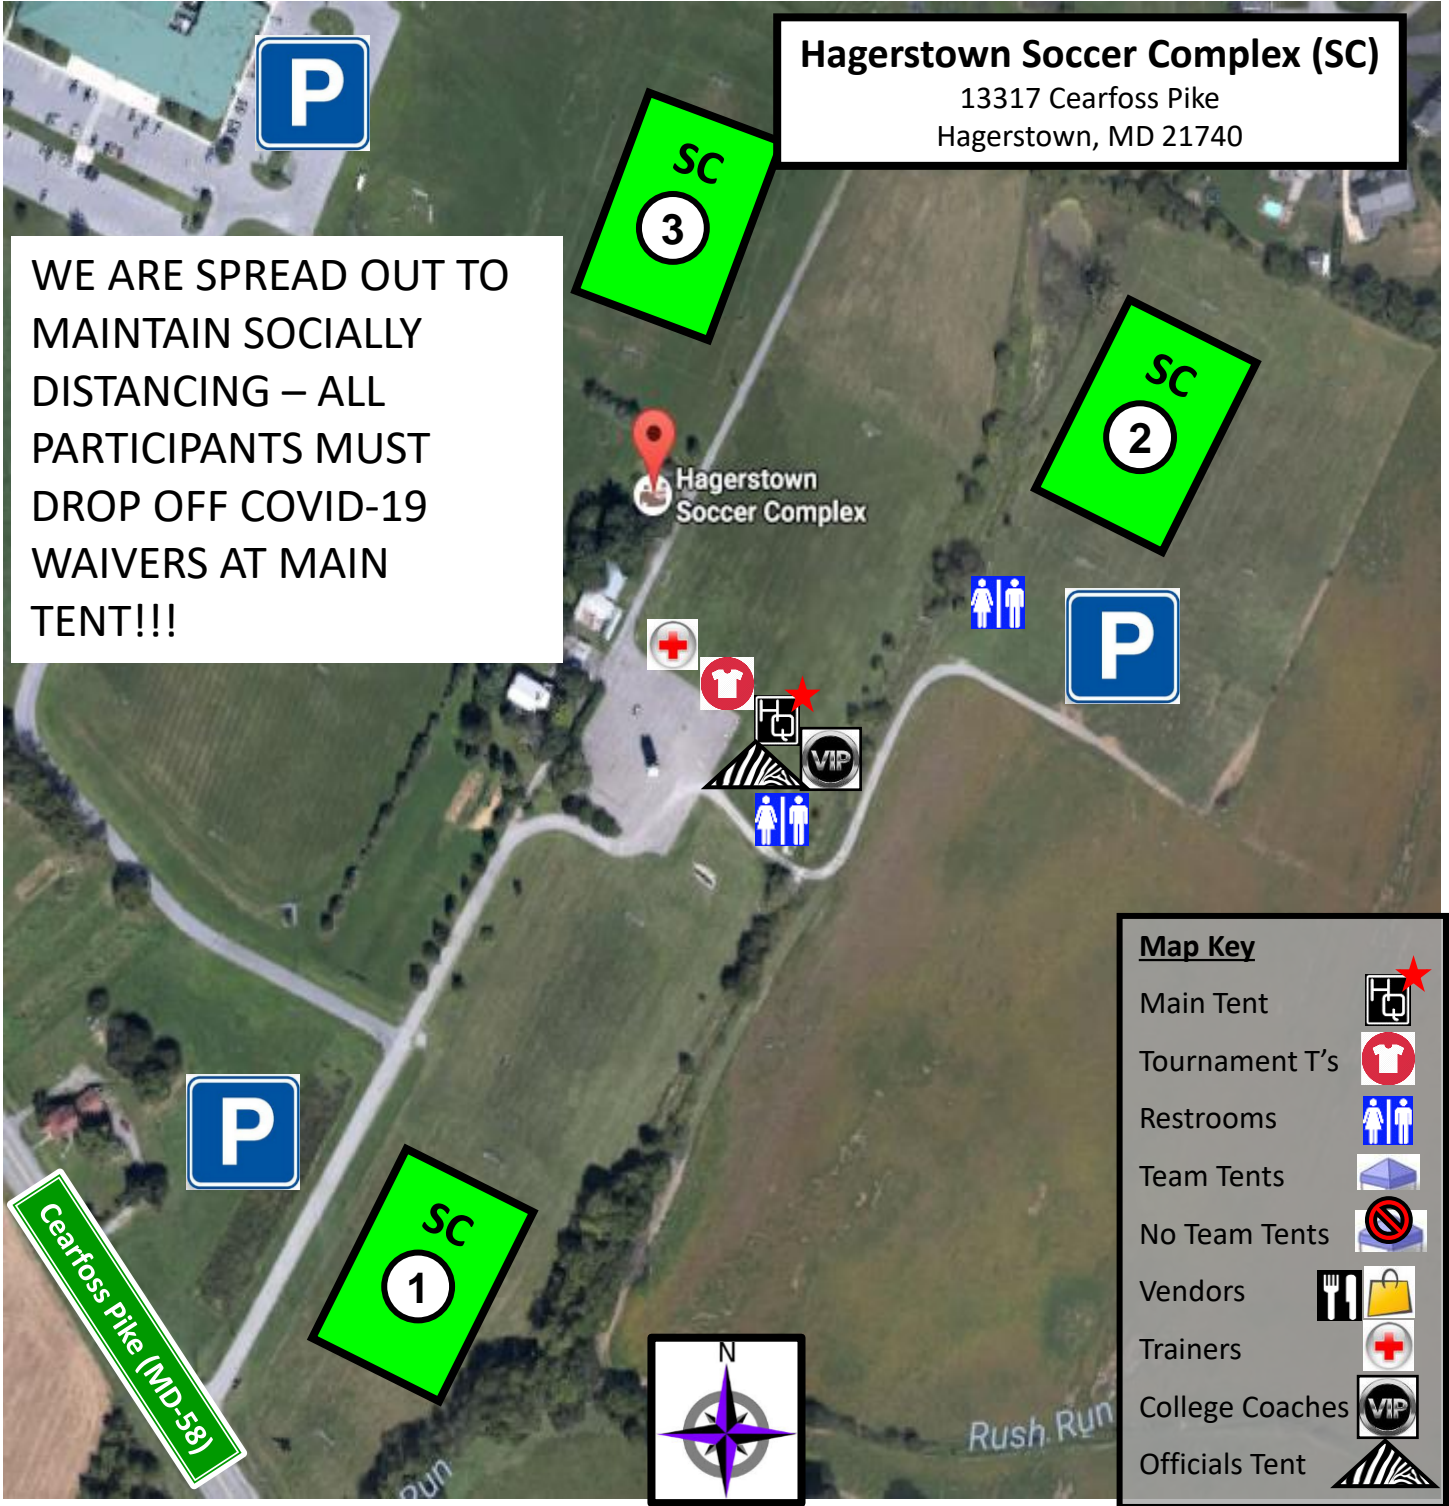 Hagerstown Soccer Complex (SC)
13317 Cearfoss Pike
Hagerstown, MD 21740
P
SC
3
WE ARE SPREAD OUT TO
MAINTAIN SOCIALLY
DISTANCING – ALL
PARTICIPANTS MUST
DROP OFF COVID-19
WAIVERS AT MAIN
TENT!!!
SC
2
Hagerstown
Soccer Complex
P
HQ
VIP
P
SC
1
Cearfoss Pike (MD-58)
N
Rush Run
Run
Map Key
Main Tent
HQ
Tournament T's
Restrooms
Team Tents
No Team Tents
Vendors
Trainers
College Coaches
VIP
Officials Tent